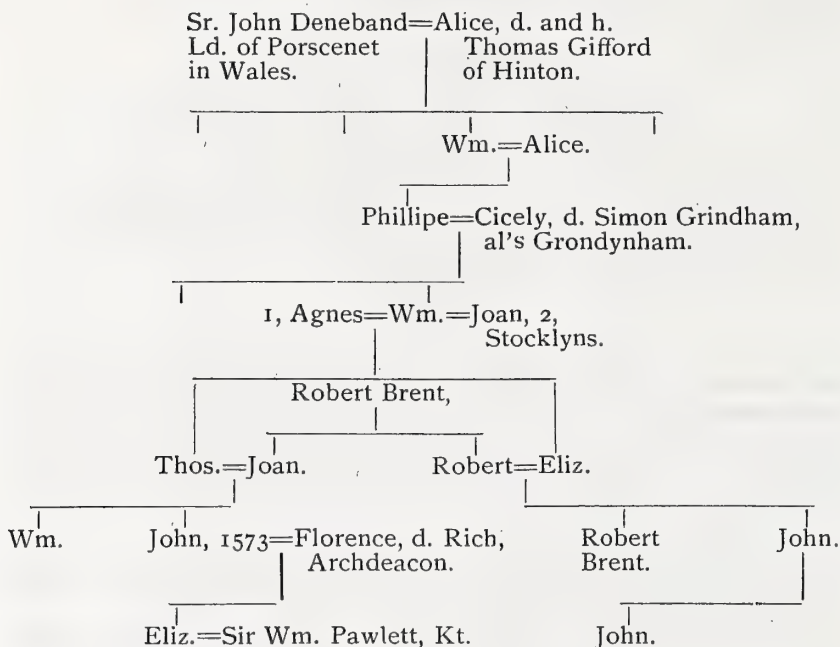 Sr. John Deneband=Alice, d. and h.
Ld. of Porscenet Thomas Gifford
in Wales. of Hinton.
Wm.=Alice.
Phillipe=Cicely, d. Simon Grindham,
al's Grondynham.
1, Agnes=Wm.=Joan, 2,
Stocklyns.
Robert Brent,
Thos.=Joan. Robert=Eliz.
Wm. John, 1573=Florence, d. Rich, Robert John.
Archdeacon. Brent.
Eliz.=Sir Wm. Pawlett, Kt. John.